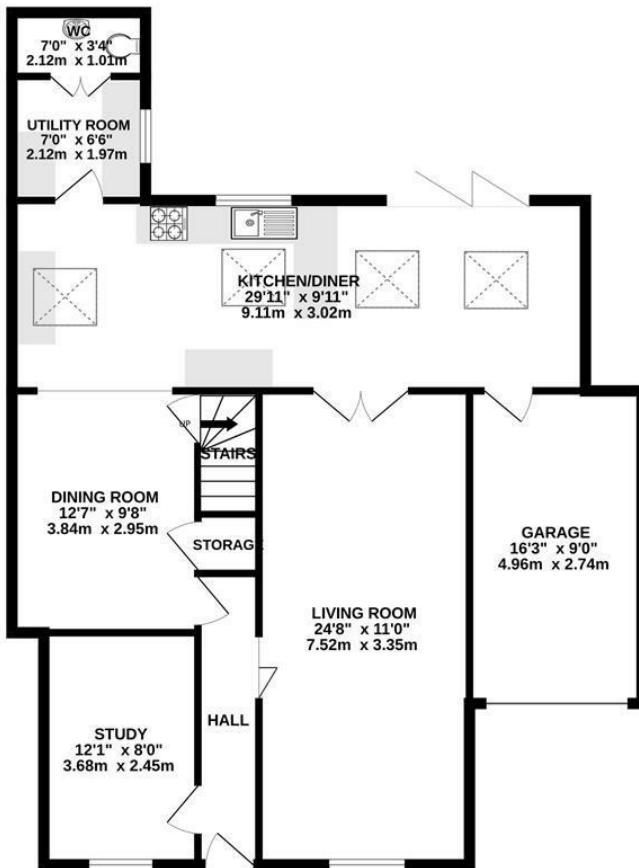 WC
7'0" x 3'4"
2.12m x 1.01m
UTILITY ROOM
7'0" x 6'6"
2.12m x 1.97m
KITCHEN/DINER
29'11" x 9'11"
9.11m x 3.02m
UP
STAIRS
DINING ROOM
12'7" x 9'8"
3.84m x 2.95m
STORAGE
GARAGE
16'3" x 9'0"
4.96m x 2.74m
LIVING ROOM
24'8" x 11'0"
7.52m x 3.35m
HALL
STUDY
12'1" x 8'0"
3.68m x 2.45m